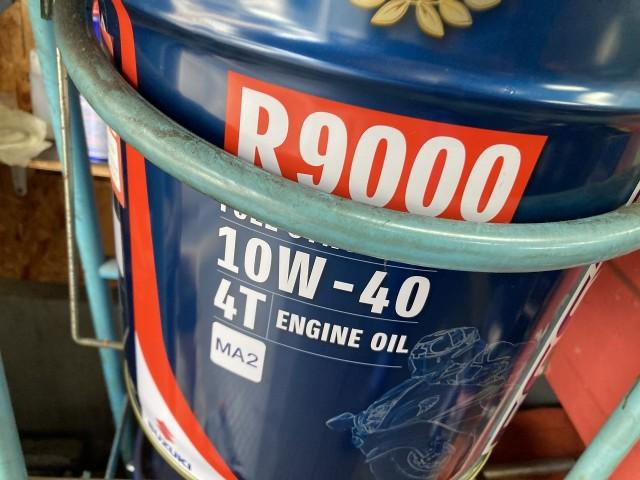 R9000
10W-40
4T ENGINE OIL
MA2
SUZUKI